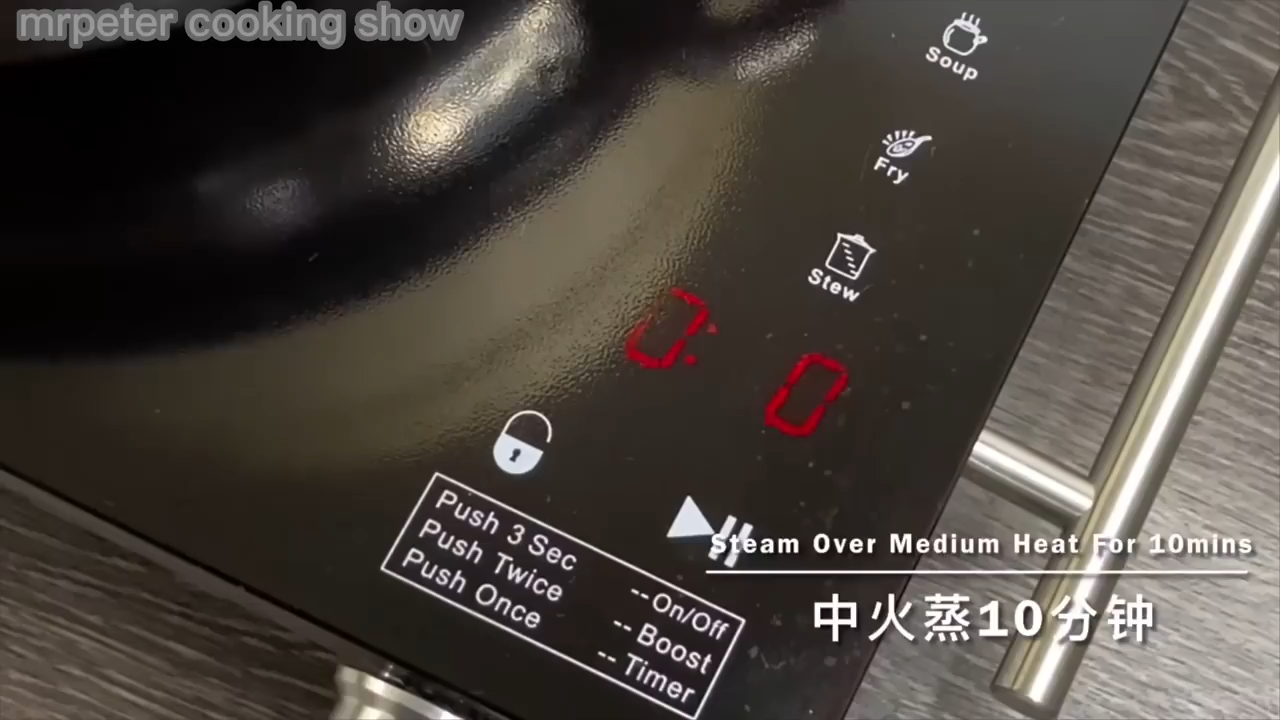 mrpeter cooking show
Soup
Fry
Stew
0: 0
Push 3 Sec --On/Off
Push Twice -- Boost
Push Once -- Timer
Steam Over Medium Heat For 10mins
中火蒸10分钟